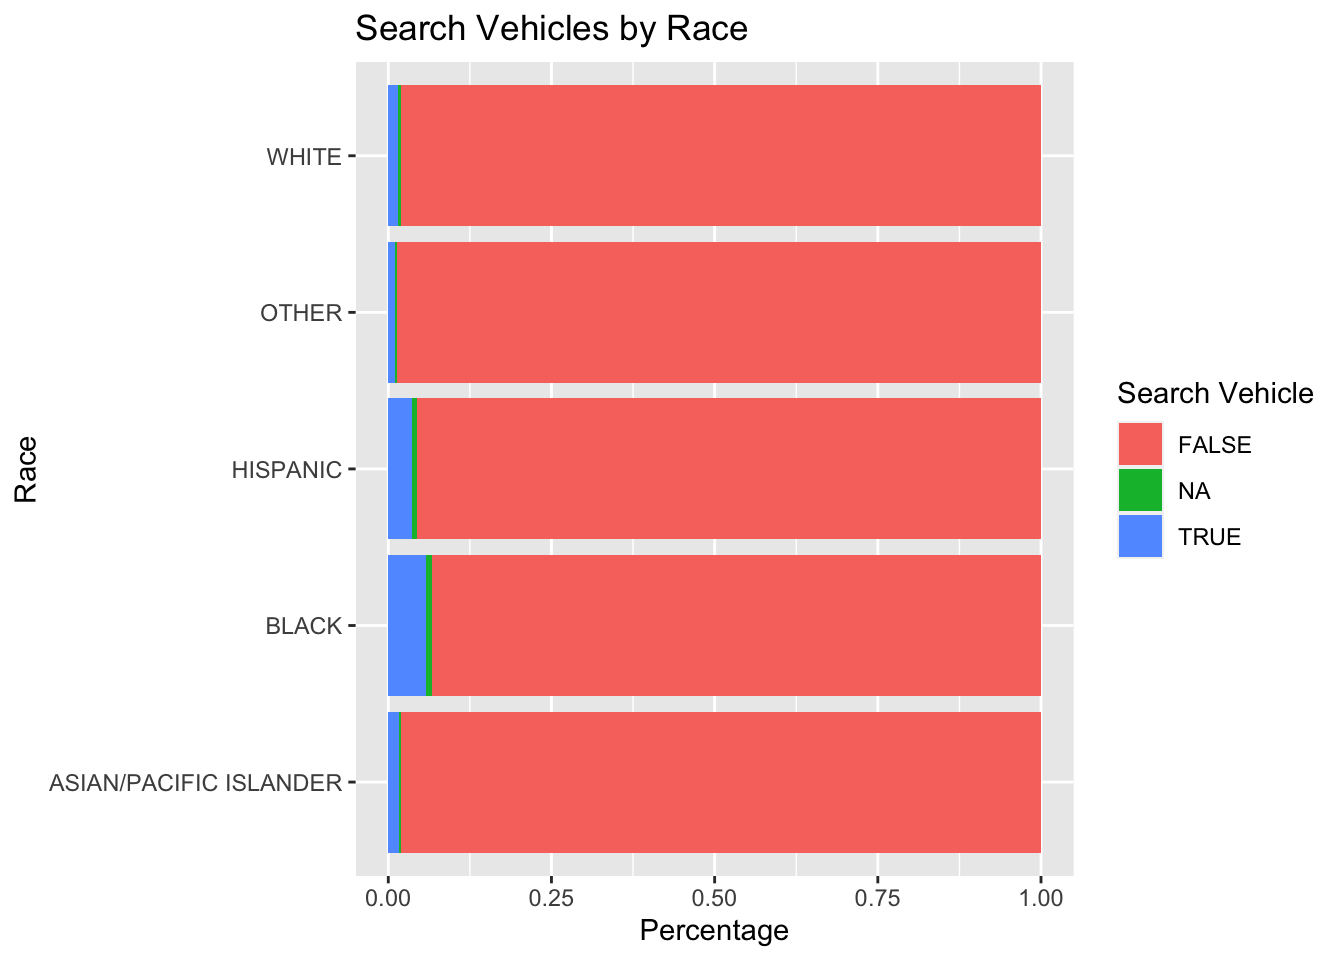 Search Vehicles by Race
WHITE
OTHER
HISPANIC
BLACK
ASIAN/PACIFIC ISLANDER
Race
0.00 0.25 0.50 0.75 1.00
Percentage
Search Vehicle
FALSE
NA
TRUE